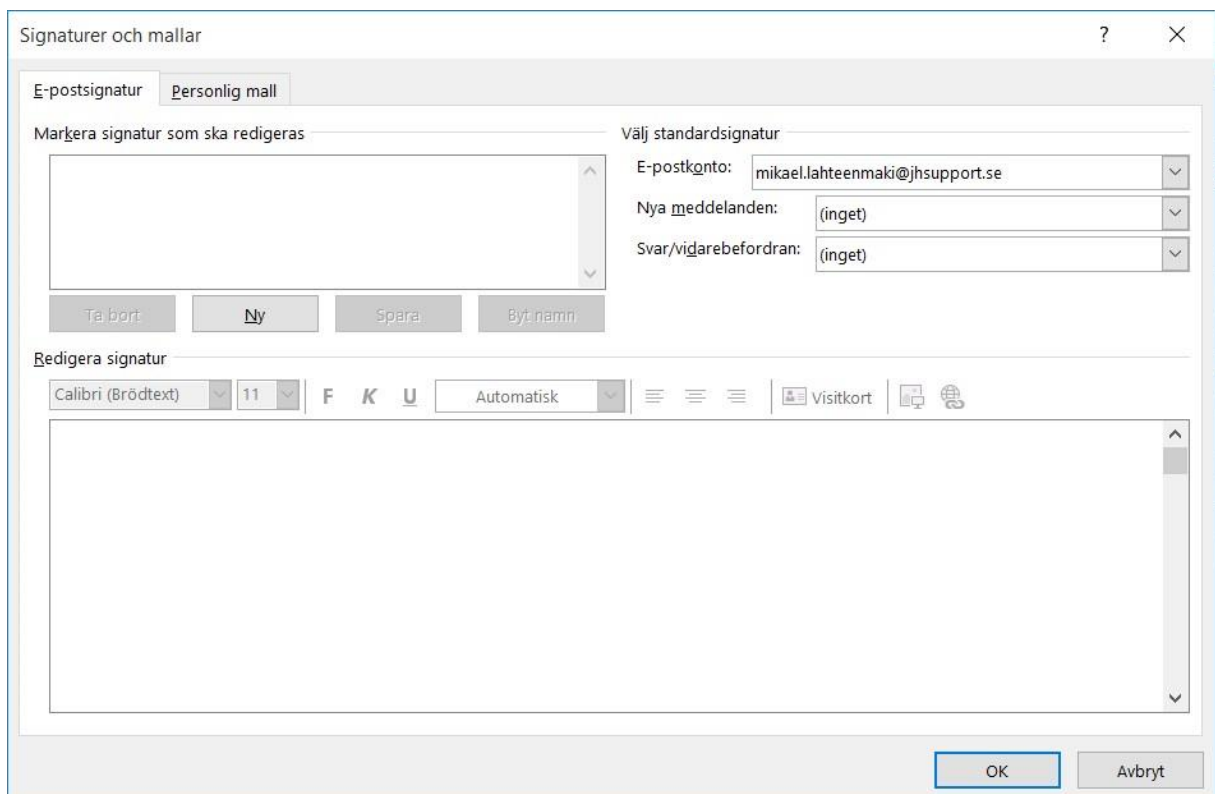 Signaturer och mallar ?
E-postsignatur Personlig mall
Markera signatur som ska redigeras
Välj standardsignatur
E-postkonto: mikael.lahteenmaki@jhsupport.se
Nya meddelanden: (inget)
Svar/vidarebefordran: (inget)
Ta bort Ny Spara Byt namn
Redigera signatur
Calibri (Brödtext) 11 F K U Automatisk Visitkort
OK Avbryt